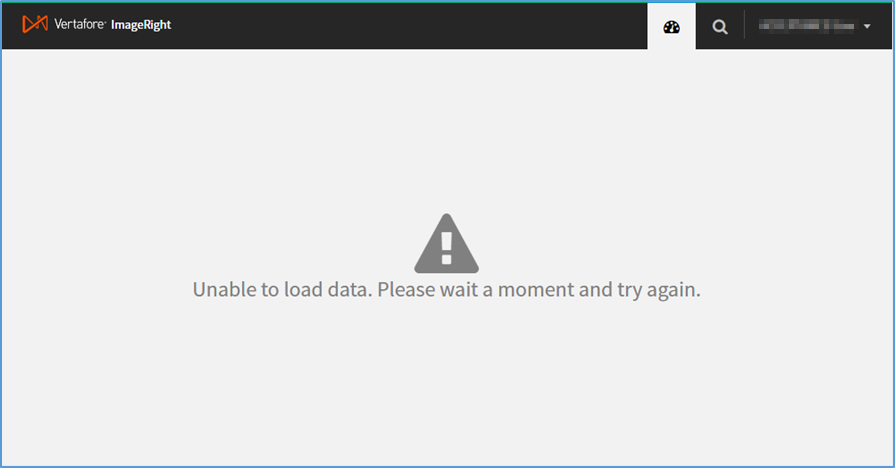 Vertafore ImageRight
Unable to load data. Please wait a moment and try again.